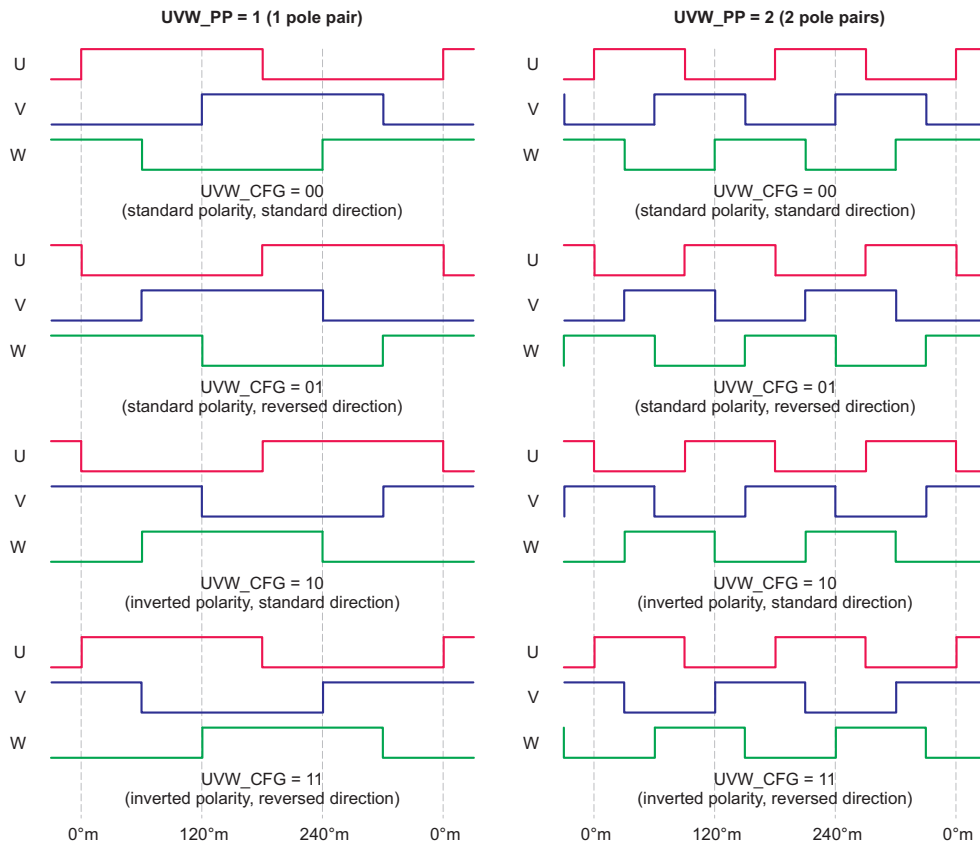 UVW_PP = 1 (1 pole pair)
U
V
W
UVW_CFG = 00
(standard polarity, standard direction)
U
V
W
UVW_CFG = 01
(standard polarity, reversed direction)
U
V
W
UVW_CFG = 10
(inverted polarity, standard direction)
U
V
W
UVW_CFG = 11
(inverted polarity, reversed direction)
0°m 120°m 240°m 0°m
UVW_PP = 2 (2 pole pairs)
U
V
W
UVW_CFG = 00
(standard polarity, standard direction)
U
V
W
UVW_CFG = 01
(standard polarity, reversed direction)
U
V
W
UVW_CFG = 10
(inverted polarity, standard direction)
U
V
W
UVW_CFG = 11
(inverted polarity, reversed direction)
0°m 120°m 240°m 0°m